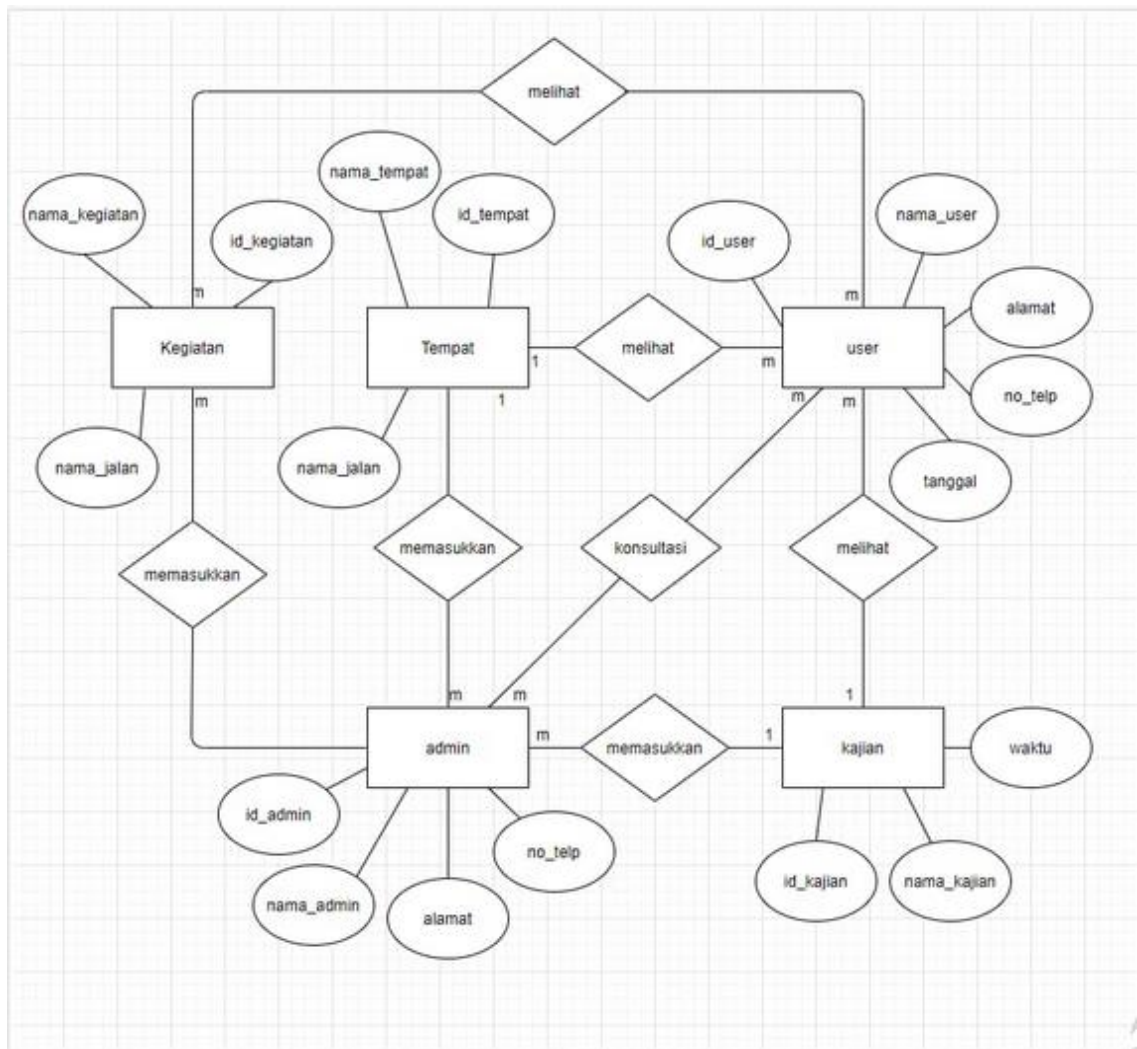 melihat
nama_tempat
nama_kegiatan
id_tempat
nama_user
id_kegiatan
id_user
m
m
alamat
Kegiatan
Tempat
1
melihat
m
user
m
1
m
m
no_telp
nama_jalan
nama_jalan
tanggal
memasukkan
konsultasi
melihat
memasukkan
m
m
1
admin
m
memasukkan
1
kajian
waktu
id_admin
no_telp
id_kajian
nama_kajian
nama_admin
alamat